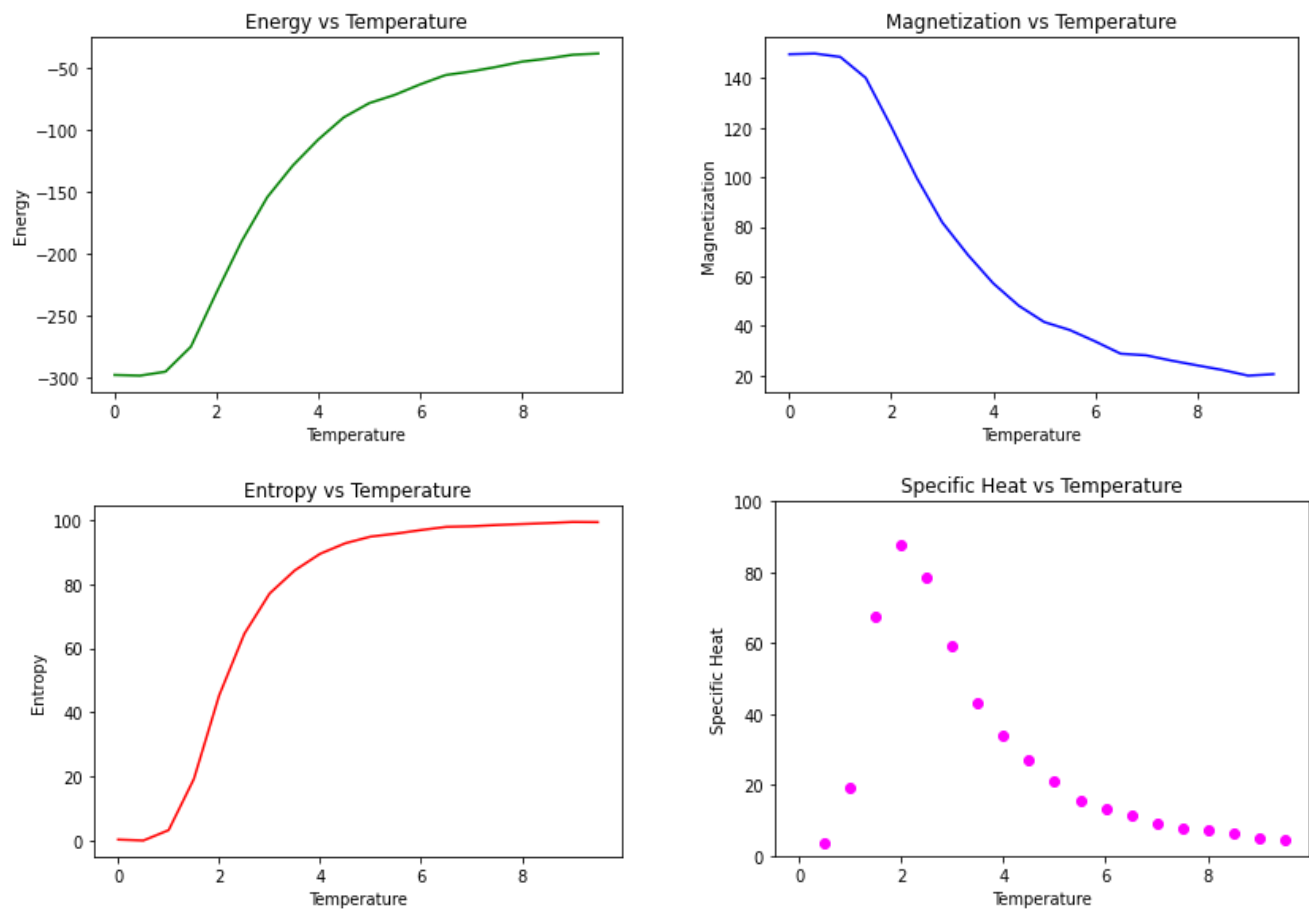 Energy vs Temperature
−50
−100
−150
−200
−250
−300
Energy
0 2 4 6 8
Temperature
Magnetization vs Temperature
140
120
100
80
60
40
20
Magnetization
0 2 4 6 8
Temperature
Entropy vs Temperature
100
80
60
40
20
0
Entropy
0 2 4 6 8
Temperature
Specific Heat vs Temperature
100
80
60
40
20
0
Specific Heat
0 2 4 6 8
Temperature